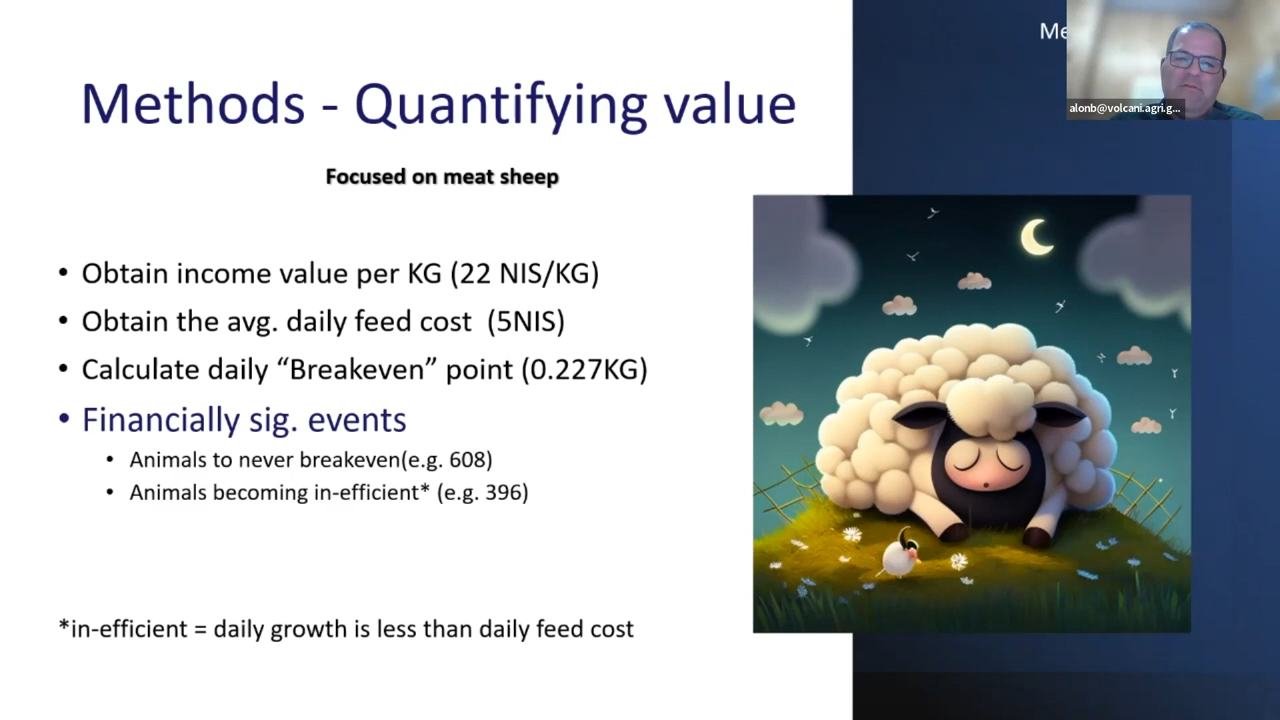 Methods - Quantifying value
Focused on meat sheep
• Obtain income value per KG (22 NIS/KG)
• Obtain the avg. daily feed cost (5NIS)
• Calculate daily “Breakeven” point (0.227KG)
• Financially sig. events
• Animals to never breakeven(e.g. 608)
• Animals becoming in-efficient* (e.g. 396)
*in-efficient = daily growth is less than daily feed cost
Me
alonb@volcani.agri.g...